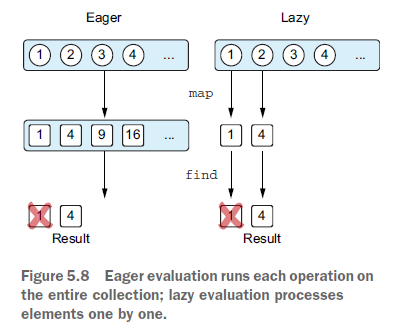 Eager Lazy
1 2 3 4 ... 1 2 3 4 ...
map
1 4 9 16 ... 1 4
find
1 4 1 4
Result Result
Figure 5.8 Eager evaluation runs each operation on
the entire collection; lazy evaluation processes
elements one by one.